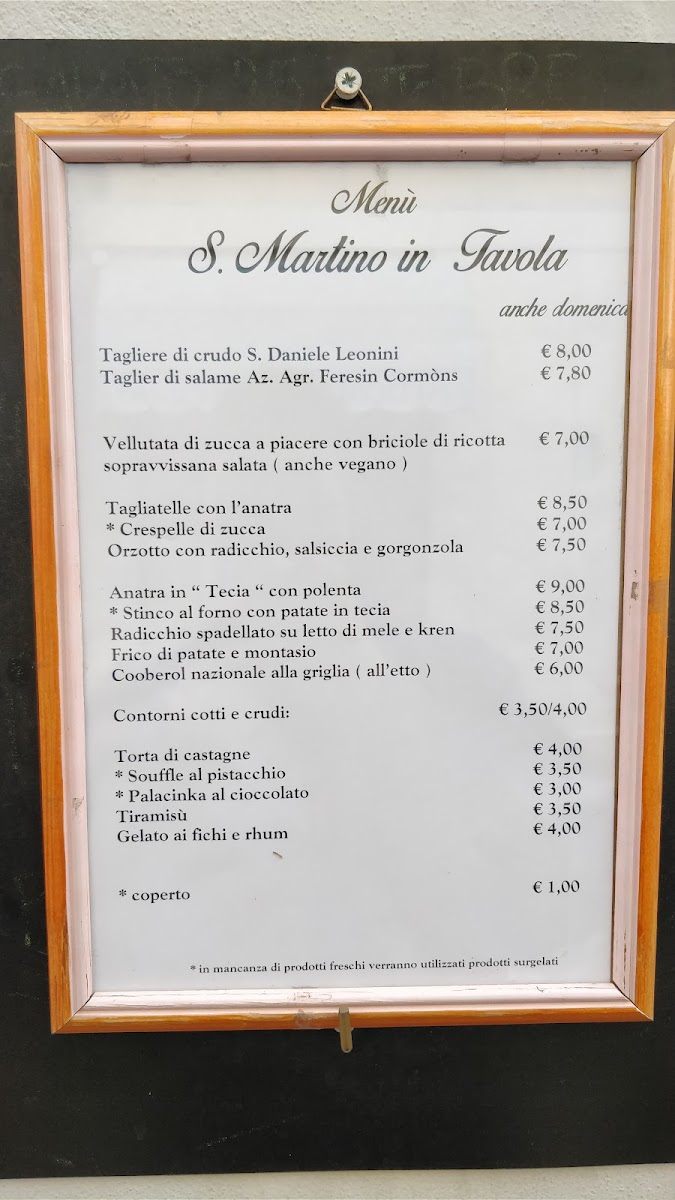 Menù
S. Martino in Tavola
anche domenica
Tagliere di crudo S. Daniele Leonini € 8,00
Taglier di salame Az. Agr. Feresin Cormòns € 7,80
Vellutata di zucca a piacere con briciole di ricotta € 7,00
sopravvissana salata ( anche vegano )
Tagliatelle con l'anatra € 8,50
* Crespelle di zucca € 7,00
Orzotto con radicchio, salsiccia e gorgonzola € 7,50
Anatra in “ Tecia “ con polenta € 9,00
* Stinco al forno con patate in tecia € 8,50
Radicchio spadellato su letto di mele e kren € 7,50
Frico di patate e montasio € 7,00
Cooberol nazionale alla griglia ( all'etto ) € 6,00
Contorni cotti e crudi: € 3,50/4,00
Torta di castagne € 4,00
* Souffle al pistacchio € 3,50
* Palacinka al cioccolato € 3,00
Tiramisù € 3,50
Gelato ai fichi e rhum € 4,00
* coperto € 1,00
* in mancanza di prodotti freschi verranno utilizzati prodotti surgelati